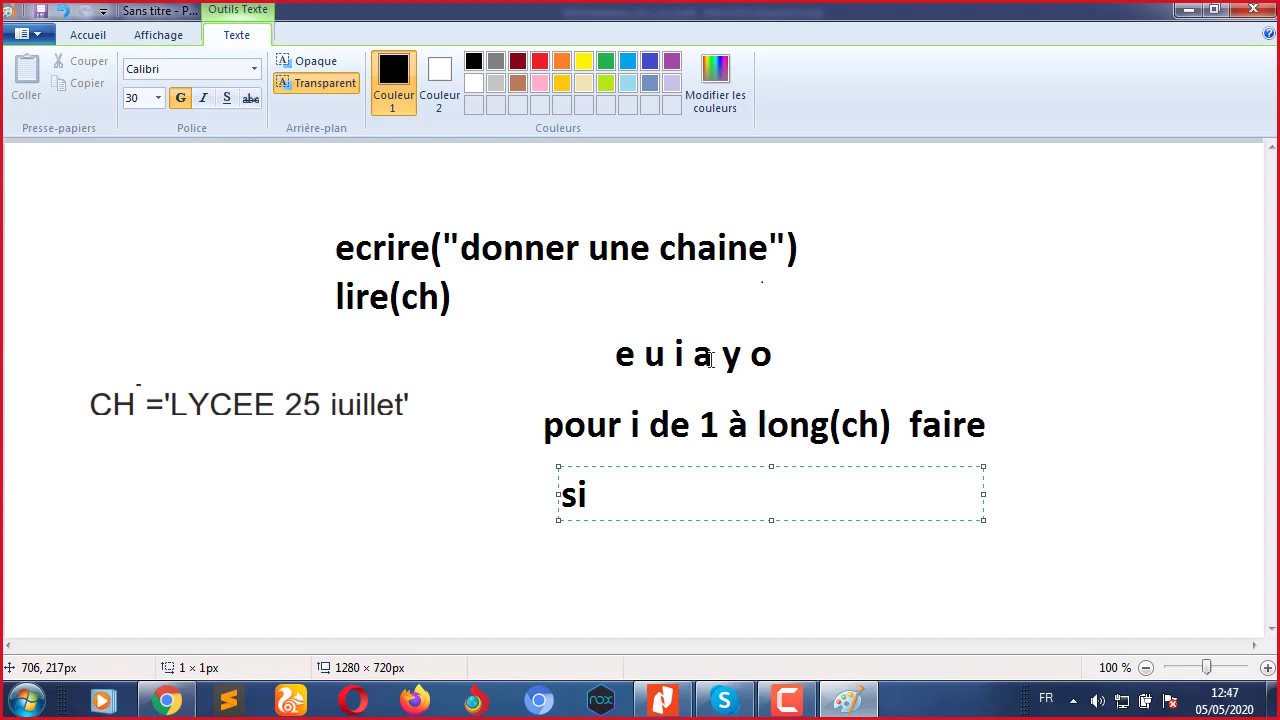 Sans titre - P...
Outils Texte
Accueil
Affichage
Texte
Coller
Couper
Copier
Presse-papiers
Calibri
30
G I S abc
Police
Opaque
Transparent
Arrière-plan
Couleur 1
Couleur 2
Modifier les couleurs
Couleurs
ecrire("donner une chaine")
lire(ch)
e u i a y o
CH ='LYCEE 25 iuillet'
pour i de 1 à long(ch) faire
si
706, 217px
1 × 1px
1280 × 720px
100 %
FR
12:47
05/05/2020